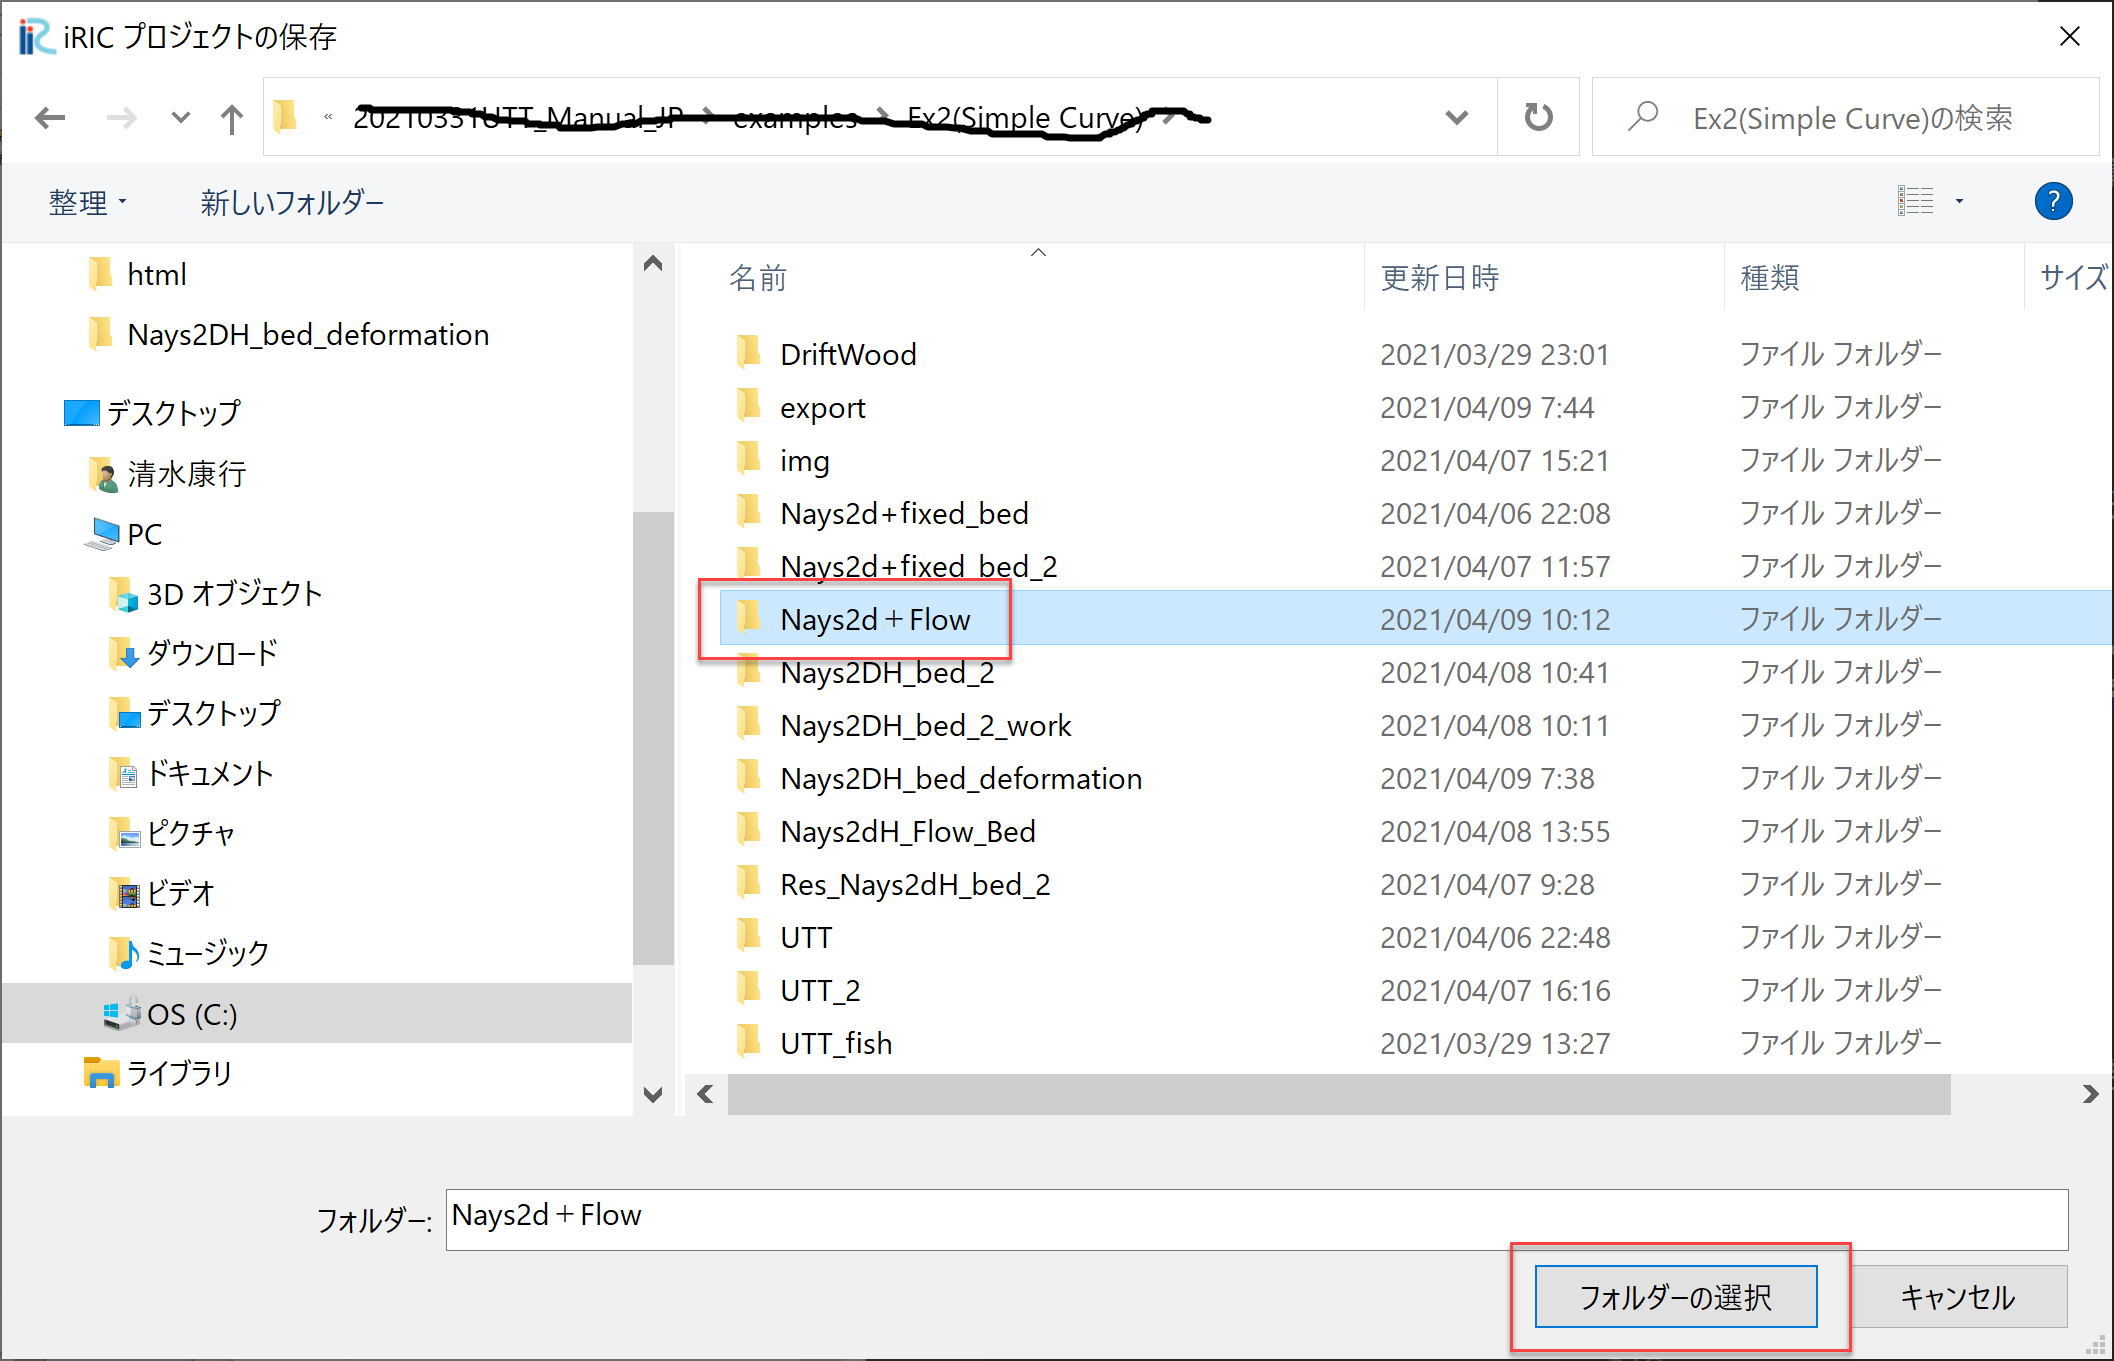 iRIC プロジェクトの保存
« 20210331UTT_Manual_JP > examples > Ex2(Simple Curve) >
Ex2(Simple Curve)の検索
整理 新しいフォルダー ?
html
Nays2DH_bed_deformation
デスクトップ
清水康行
PC
3D オブジェクト
ダウンロード
デスクトップ
ドキュメント
ピクチャ
ビデオ
ミュージック
OS (C:)
ライブラリ
名前 更新日時 種類 サイズ
DriftWood 2021/03/29 23:01 ファイル フォルダー
export 2021/04/09 7:44 ファイル フォルダー
img 2021/04/07 15:21 ファイル フォルダー
Nays2d+fixed_bed 2021/04/06 22:08 ファイル フォルダー
Nays2d+fixed_bed_2 2021/04/07 11:57 ファイル フォルダー
Nays2d＋Flow 2021/04/09 10:12 ファイル フォルダー
Nays2DH_bed_2 2021/04/08 10:41 ファイル フォルダー
Nays2DH_bed_2_work 2021/04/08 10:11 ファイル フォルダー
Nays2DH_bed_deformation 2021/04/09 7:38 ファイル フォルダー
Nays2dH_Flow_Bed 2021/04/08 13:55 ファイル フォルダー
Res_Nays2dH_bed_2 2021/04/07 9:28 ファイル フォルダー
UTT 2021/04/06 22:48 ファイル フォルダー
UTT_2 2021/04/07 16:16 ファイル フォルダー
UTT_fish 2021/03/29 13:27 ファイル フォルダー
フォルダー: Nays2d＋Flow
フォルダーの選択 キャンセル